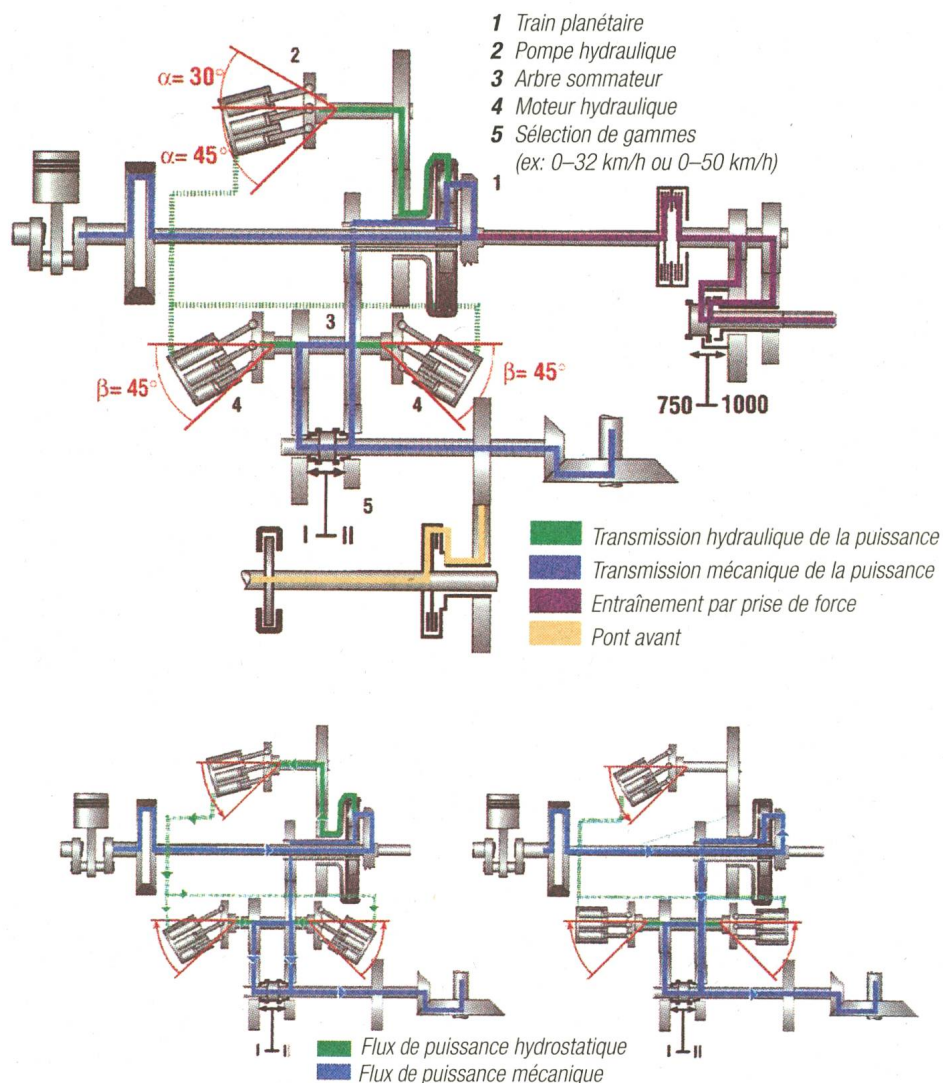 1 Train planétaire
2 Pompe hydraulique
3 Arbre sommateur
4 Moteur hydraulique
5 Sélection de gammes
(ex: 0–32 km/h ou 0–50 km/h)
2
α= 30°
α= 45°
1
3
β= 45°
4
4
β= 45°
750 1000
5
I II
Transmission hydraulique de la puissance
Transmission mécanique de la puissance
Entraînement par prise de force
Pont avant
I II
I II
Flux de puissance hydrostatique
Flux de puissance mécanique